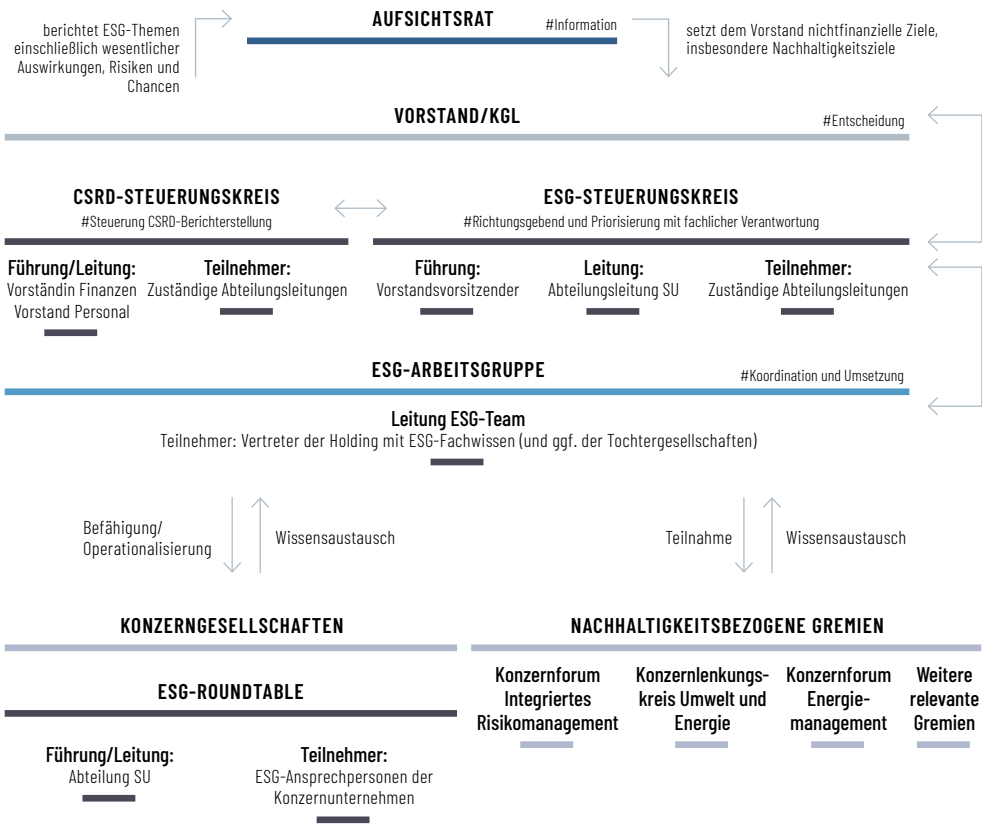 AUFSICHTSRAT
#Information
berichtet ESG-Themen
einschließlich wesentlicher
Auswirkungen, Risiken und
Chancen
setzt dem Vorstand nichtfinanzielle Ziele,
insbesondere Nachhaltigkeitsziele
VORSTAND/KGL
#Entscheidung
CSRD-STEUERUNGSKREIS
#Steuerung CSRD-Berichterstellung
ESG-STEUERUNGSKREIS
#Richtungsgebend und Priorisierung mit fachlicher Verantwortung
Führung/Leitung:
Vorständin Finanzen
Vorstand Personal
Teilnehmer:
Zuständige Abteilungsleitungen
Führung:
Vorstandsvorsitzender
Leitung:
Abteilungsleitung SU
Teilnehmer:
Zuständige Abteilungsleitungen
ESG-ARBEITSGRUPPE
#Koordination und Umsetzung
Leitung ESG-Team
Teilnehmer: Vertreter der Holding mit ESG-Fachwissen (und ggf. der Tochtergesellschaften)
Befähigung/
Operationalisierung
Wissensaustausch
Teilnahme
Wissensaustausch
KONZERNGESELLSCHAFTEN
ESG-ROUNDTABLE
Führung/Leitung:
Abteilung SU
Teilnehmer:
ESG-Ansprechpersonen der
Konzernunternehmen
NACHHALTIGKEITSBEZOGENE GREMIEN
Konzernforum
Integriertes
Risikomanagement
Konzernlenkungs-
kreis Umwelt und
Energie
Konzernforum
Energie-
management
Weitere
relevante
Gremien